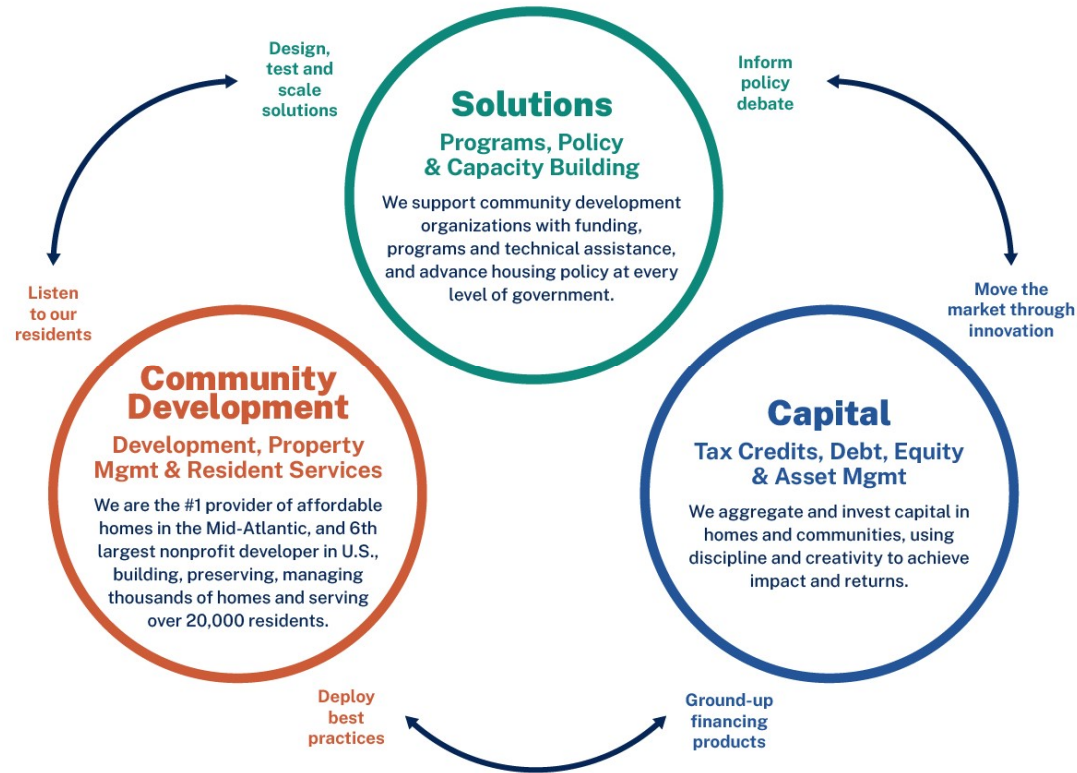 Design,
test and
scale
solutions
Inform
policy
debate
Solutions
Programs, Policy
& Capacity Building
We support community development
organizations with funding,
programs and technical assistance,
and advance housing policy at every
level of government.
Listen
to our
residents
Move the
market through
innovation
Community
Development
Development, Property
Mgmt & Resident Services
We are the #1 provider of affordable
homes in the Mid-Atlantic, and 6th
largest nonprofit developer in U.S.,
building, preserving, managing
thousands of homes and serving
over 20,000 residents.
Capital
Tax Credits, Debt, Equity
& Asset Mgmt
We aggregate and invest capital in
homes and communities, using
discipline and creativity to achieve
impact and returns.
Deploy
best
practices
Ground-up
financing
products